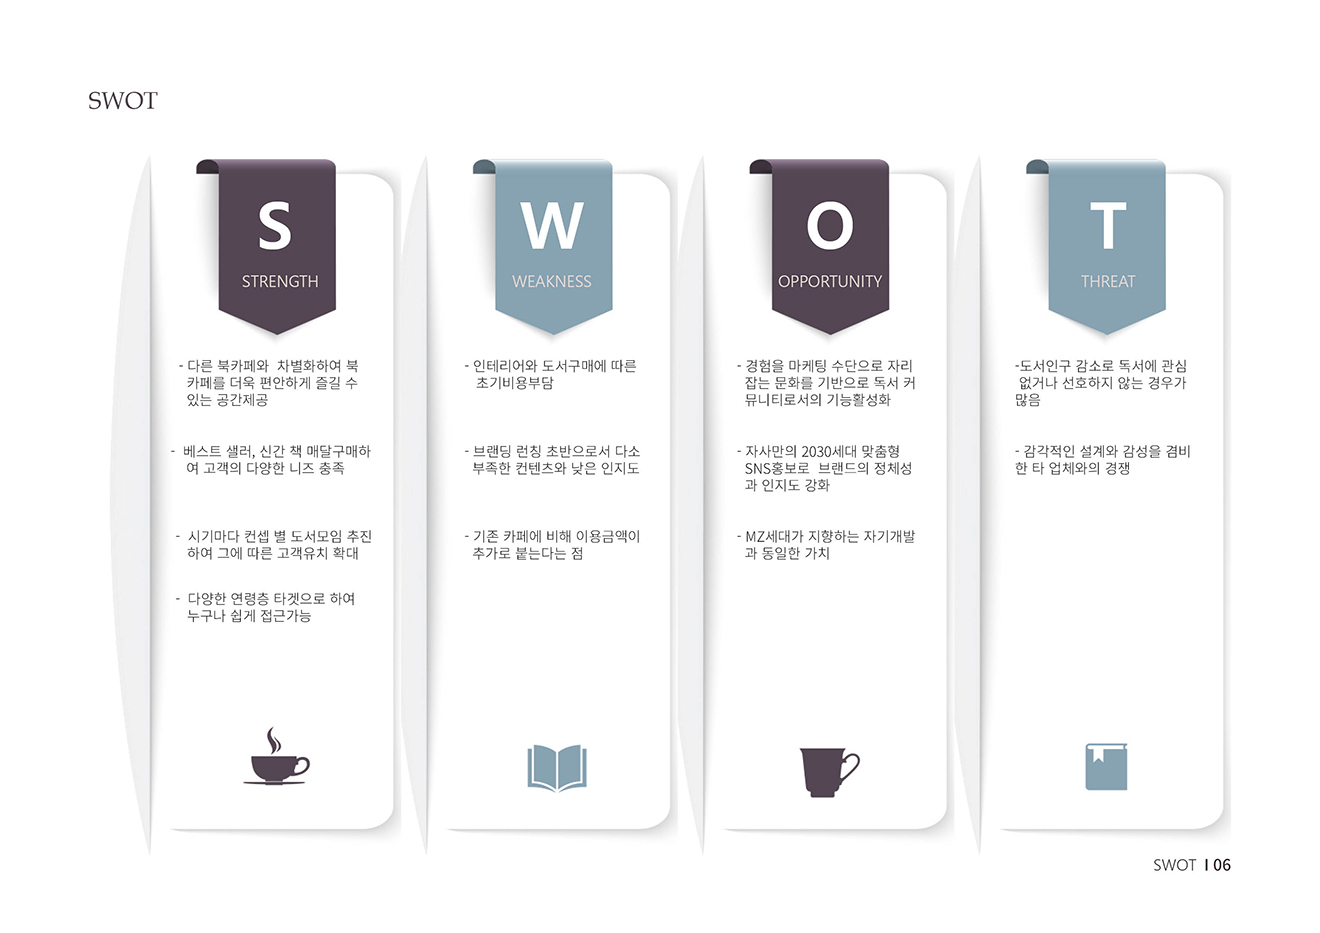 SWOT
S
STRENGTH
- 다른 북카페와  차별화하여 북
카페를 더욱 편안하게 즐길 수
있는 공간제공
-  베스트 샐러, 신간 책 매달구매하
여 고객의 다양한 니즈 충족
-  시기마다 컨셉 별 도서모임 추진
하여 그에 따른 고객유치 확대
-  다양한 연령층 타겟으로 하여
누구나 쉽게 접근가능
W
WEAKNESS
- 인테리어와 도서구매에 따른
초기비용부담
- 브랜딩 런칭 초반으로서 다소
부족한 컨텐츠와 낮은 인지도
- 기존 카페에 비해 이용금액이
추가로 붙는다는 점
O
OPPORTUNITY
- 경험을 마케팅 수단으로 자리
잡는 문화를 기반으로 독서 커
뮤니티로서의 기능활성화
- 자사만의 2030세대 맞춤형
SNS홍보로  브랜드의 정체성
과 인지도 강화
- MZ세대가 지향하는 자기개발
과 동일한 가치
T
THREAT
-도서인구 감소로 독서에 관심
없거나 선호하지 않는 경우가
많음
- 감각적인 설계와 감성을 겸비
한 타 업체와의 경쟁
SWOT I 06